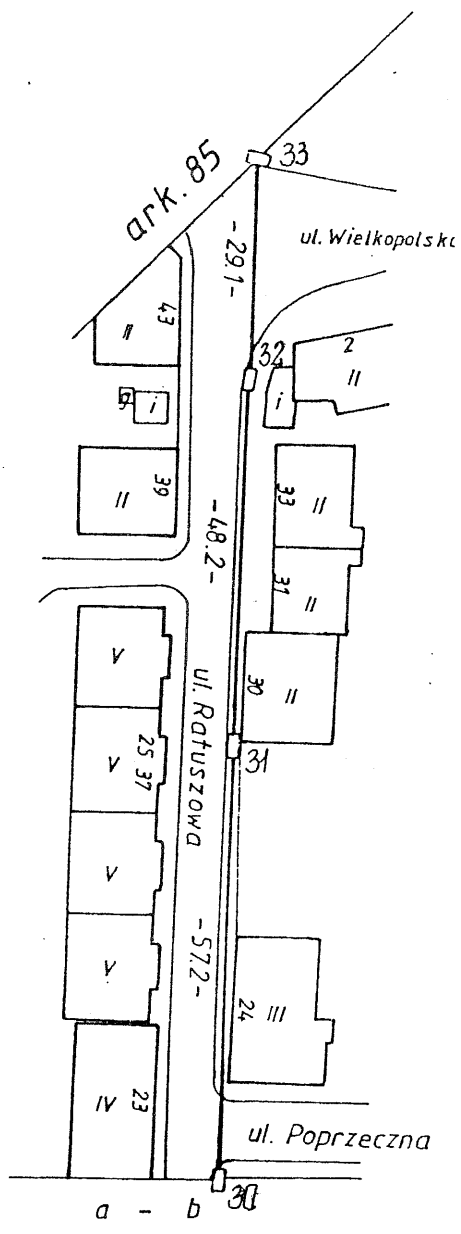 33
ark. 85
ul. Wielkopolska
-29.1-
43
II
32
2
II
i
g
i
39
II
33
II
-48.2-
31
II
V
30
II
ul. Ratuszowa
25 37
V
31
V
-57.2-
V
24
III
23
IV
ul. Poprzeczna
30
a - b